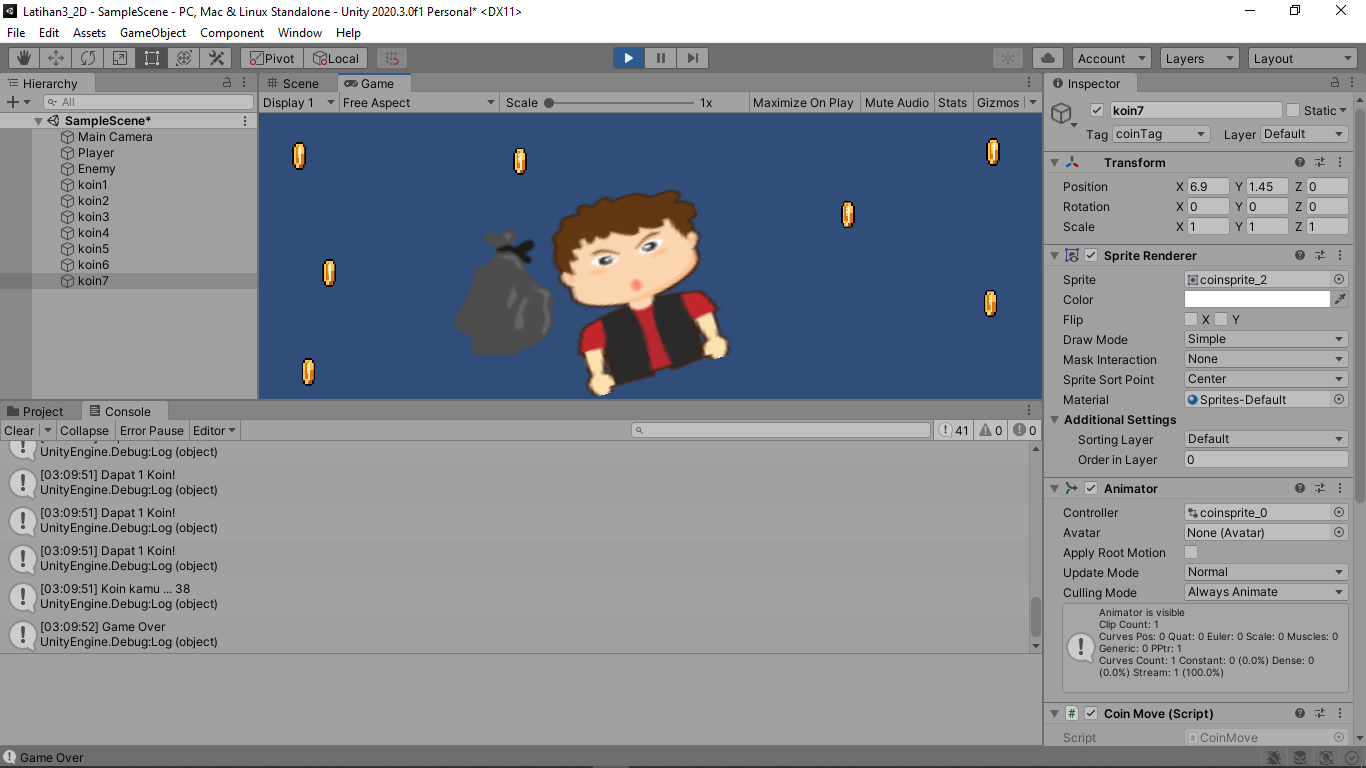 Latihan3_2D - SampleScene - PC, Mac & Linux Standalone - Unity 2020.3.0f1 Personal* <DX11>
File Edit Assets GameObject Component Window Help
Pivot Local Account Layers Layout
Hierarchy
All
SampleScene*
Main Camera
Player
Enemy
koin1
koin2
koin3
koin4
koin5
koin6
koin7
Scene Game
Display 1 Free Aspect Scale 1x Maximize On Play Mute Audio Stats Gizmos
Project Console
Clear Collapse Error Pause Editor 41 0 0
UnityEngine.Debug:Log (object)
[03:09:51] Dapat 1 Koin!
UnityEngine.Debug:Log (object)
[03:09:51] Dapat 1 Koin!
UnityEngine.Debug:Log (object)
[03:09:51] Dapat 1 Koin!
UnityEngine.Debug:Log (object)
[03:09:51] Koin kamu ... 38
UnityEngine.Debug:Log (object)
[03:09:52] Game Over
UnityEngine.Debug:Log (object)
Game Over
Inspector
koin7 Static
Tag coinTag Layer Default
Transform
Position X 6.9 Y 1.45 Z 0
Rotation X 0 Y 0 Z 0
Scale X 1 Y 1 Z 1
Sprite Renderer
Sprite coinsprite_2
Color
Flip X Y
Draw Mode Simple
Mask Interaction None
Sprite Sort Point Center
Material Sprites-Default
Additional Settings
Sorting Layer Default
Order in Layer 0
Animator
Controller coinsprite_0
Avatar None (Avatar)
Apply Root Motion
Update Mode Normal
Culling Mode Always Animate
Animator is visible
Clip Count: 1
Curves Pos: 0 Quat: 0 Euler: 0 Scale: 0 Muscles: 0
Generic: 0 PPtr: 1
Curves Count: 1 Constant: 0 (0.0%) Dense: 0
(0.0%) Stream: 1 (100.0%)
# Coin Move (Script)
Script CoinMove